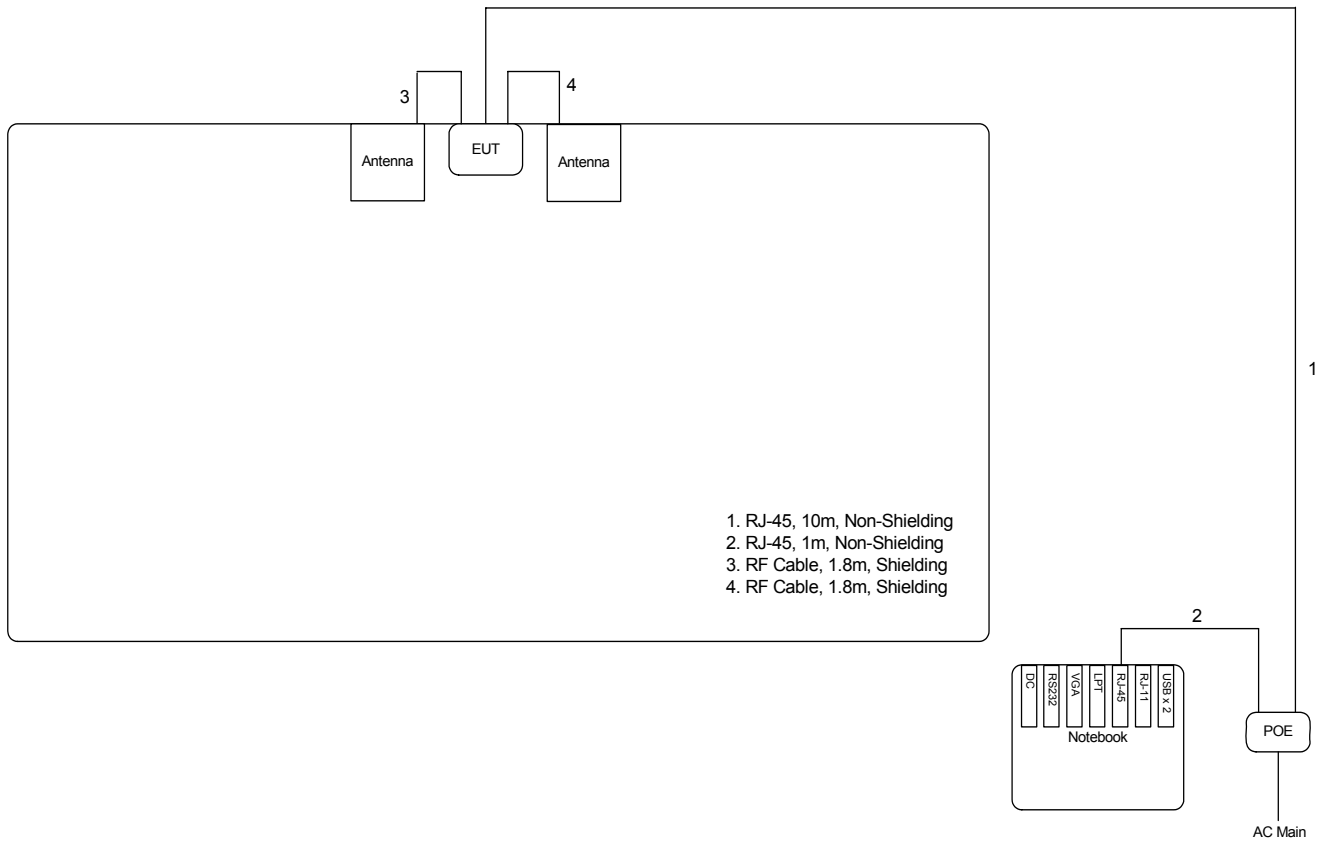 3
4
Antenna
EUT
Antenna
1
1. RJ-45, 10m, Non-Shielding
2. RJ-45, 1m, Non-Shielding
3. RF Cable, 1.8m, Shielding
4. RF Cable, 1.8m, Shielding
2
DC
RS232
VGA
LPT
RJ-45
RJ-11
USB x 2
Notebook
POE
AC Main